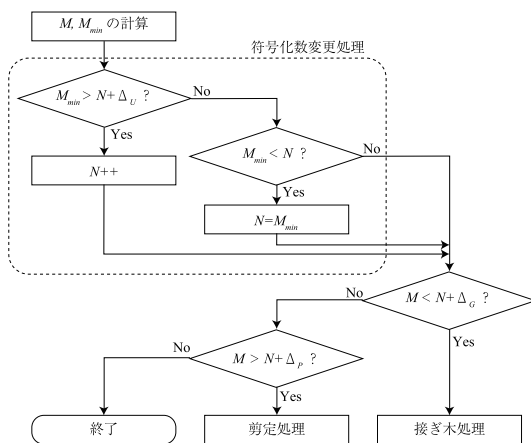 M, M_min の計算
符号化数変更処理
M_min > N + Δ_U ?
No
Yes
M_min < N ?
No
N++
Yes
N=M_min
M < N + Δ_G ?
No
M > N + Δ_P ?
Yes
No
Yes
終了
剪定処理
接ぎ木処理